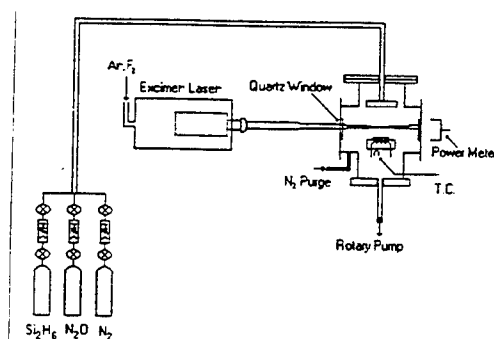 Ar.F₂
Excimer Laser
Quartz Window
Power Meter
N₂ Purge
T.C.
Rotary Pump
Si₂H₆ N₂O N₂